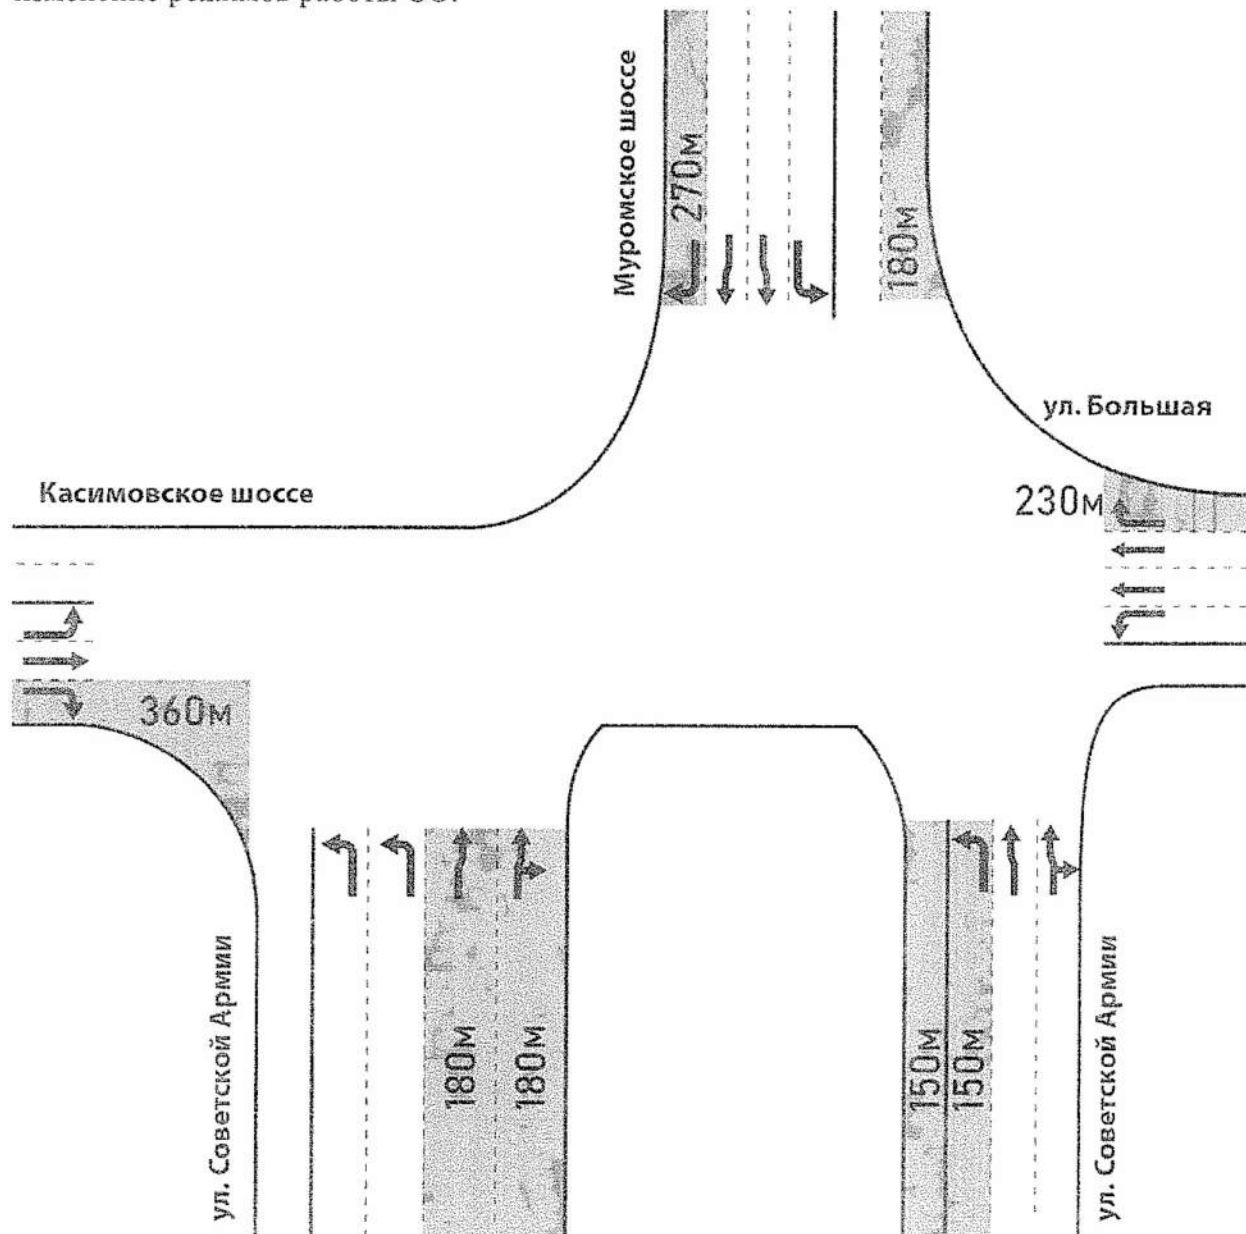 Муромское шоссе
270м
180м
ул. Большая
Касимовское шоссе
230м
360м
ул. Советской Армии
180м
180м
150м
150м
ул. Советской Армии